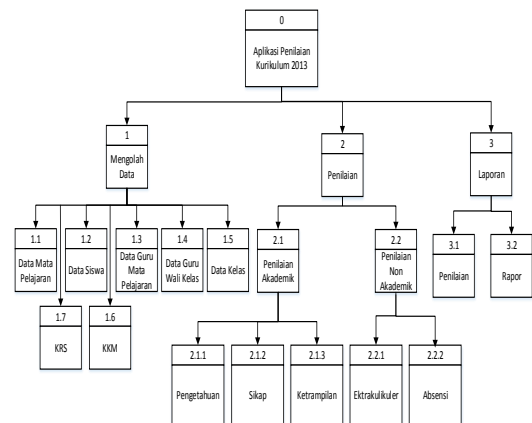 0
Aplikasi Penilaian
Kurikulum 2013
1
Mengolah
Data
2
Penilaian
3
Laporan
1.1
Data Mata
Pelajaran
1.2
Data Siswa
1.3
Data Guru
Mata
Pelajaran
1.4
Data Guru
Wali Kelas
1.5
Data Kelas
2.1
Penilaian
Akademik
2.2
Penilaian
Non
Akademik
3.1
Penilaian
3.2
Rapor
1.7
KRS
1.6
KKM
2.1.1
Pengetahuan
2.1.2
Sikap
2.1.3
Ketrampilan
2.2.1
Ektrakulikuler
2.2.2
Absensi